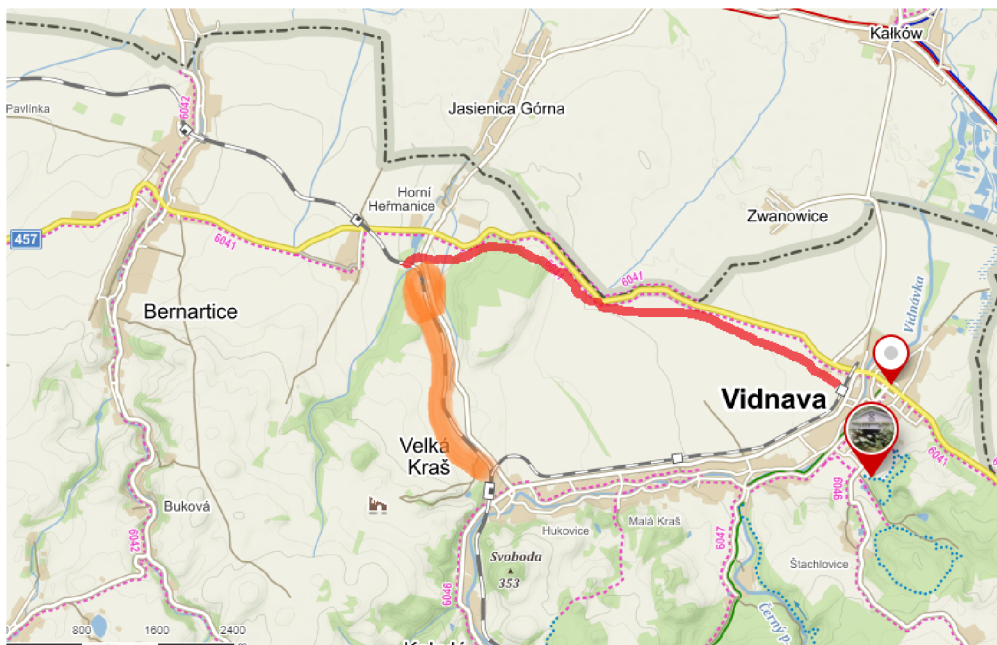 Kałków
Pavlínka
6042
Jasienica Górna
Horní
Heřmanice
Zwanowice
457
6041
6041
Vidnávka
Bernartice
Vidnava
Velká
Kraš
6041
6046
Buková
Hukovice
Malá Kraš
6047
6042
Svoboda
353
Štachlovice
6046
Černý p
800
1600
2400